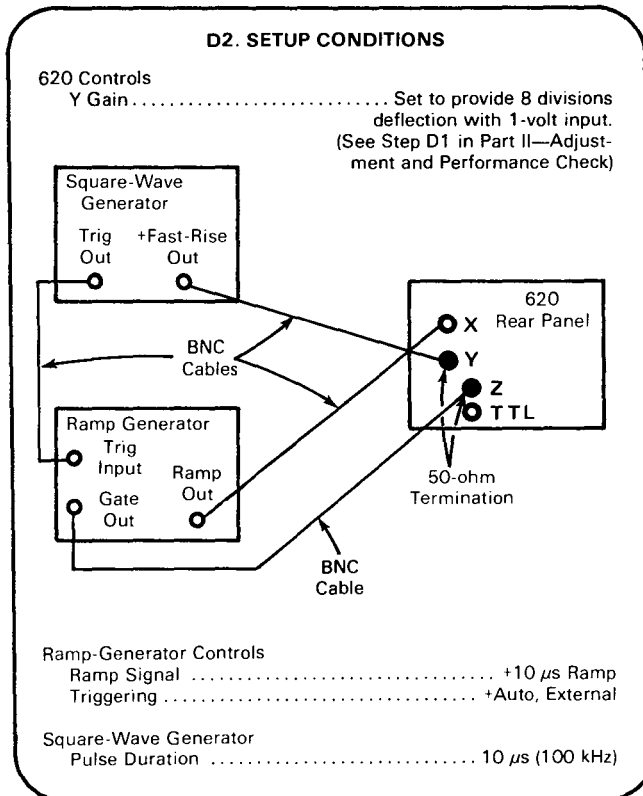 D2. SETUP CONDITIONS
620 Controls
Y Gain ............................ Set to provide 8 divisions
deflection with 1-volt input.
(See Step D1 in Part II—Adjust-
ment and Performance Check)
Square-Wave
Generator
Trig
Out
+Fast-Rise
Out
620
Rear Panel
X
Y
Z
TTL
BNC
Cables
Ramp Generator
Trig
Input
Ramp
Out
Gate
Out
50-ohm
Termination
BNC
Cable
Ramp-Generator Controls
Ramp Signal .................................. +10 µs Ramp
Triggering .................................. +Auto, External
Square-Wave Generator
Pulse Duration .............................. 10 µs (100 kHz)